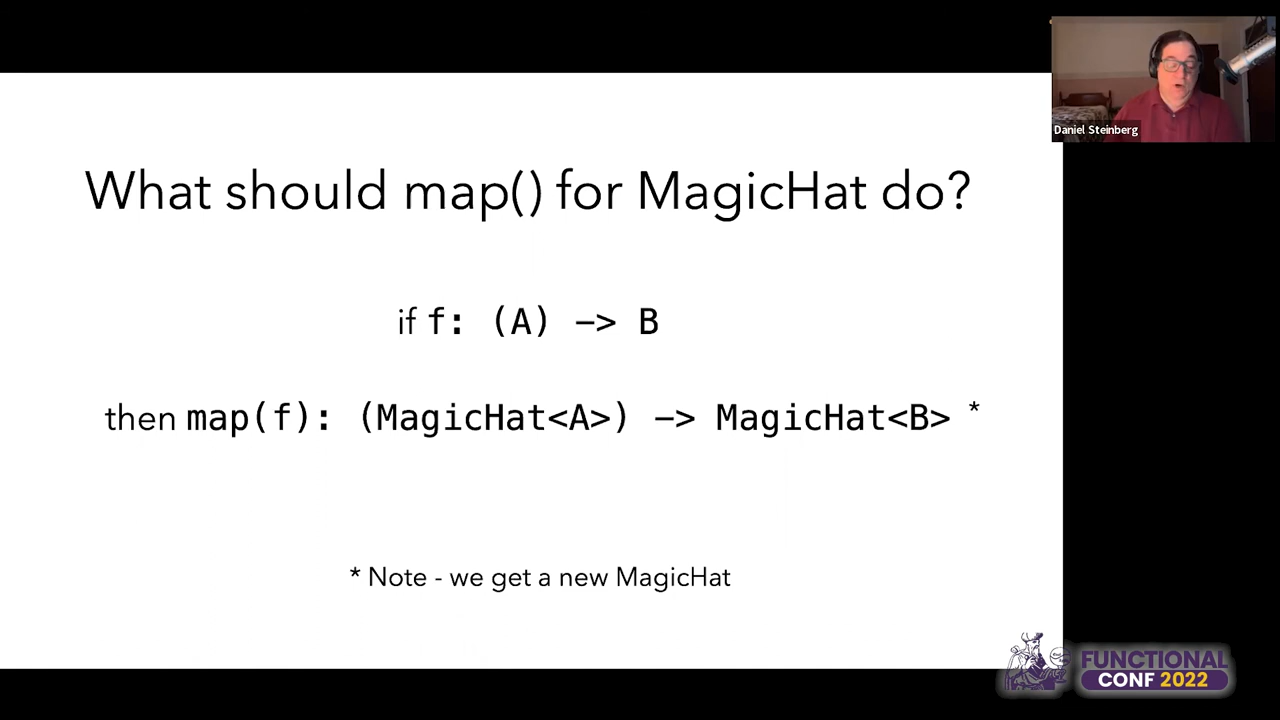 What should map() for MagicHat do?
if f: (A) -> B
then map(f): (MagicHat<A>) -> MagicHat<B> *
* Note - we get a new MagicHat
Daniel Steinberg
FUNCTIONAL
CONF 2022